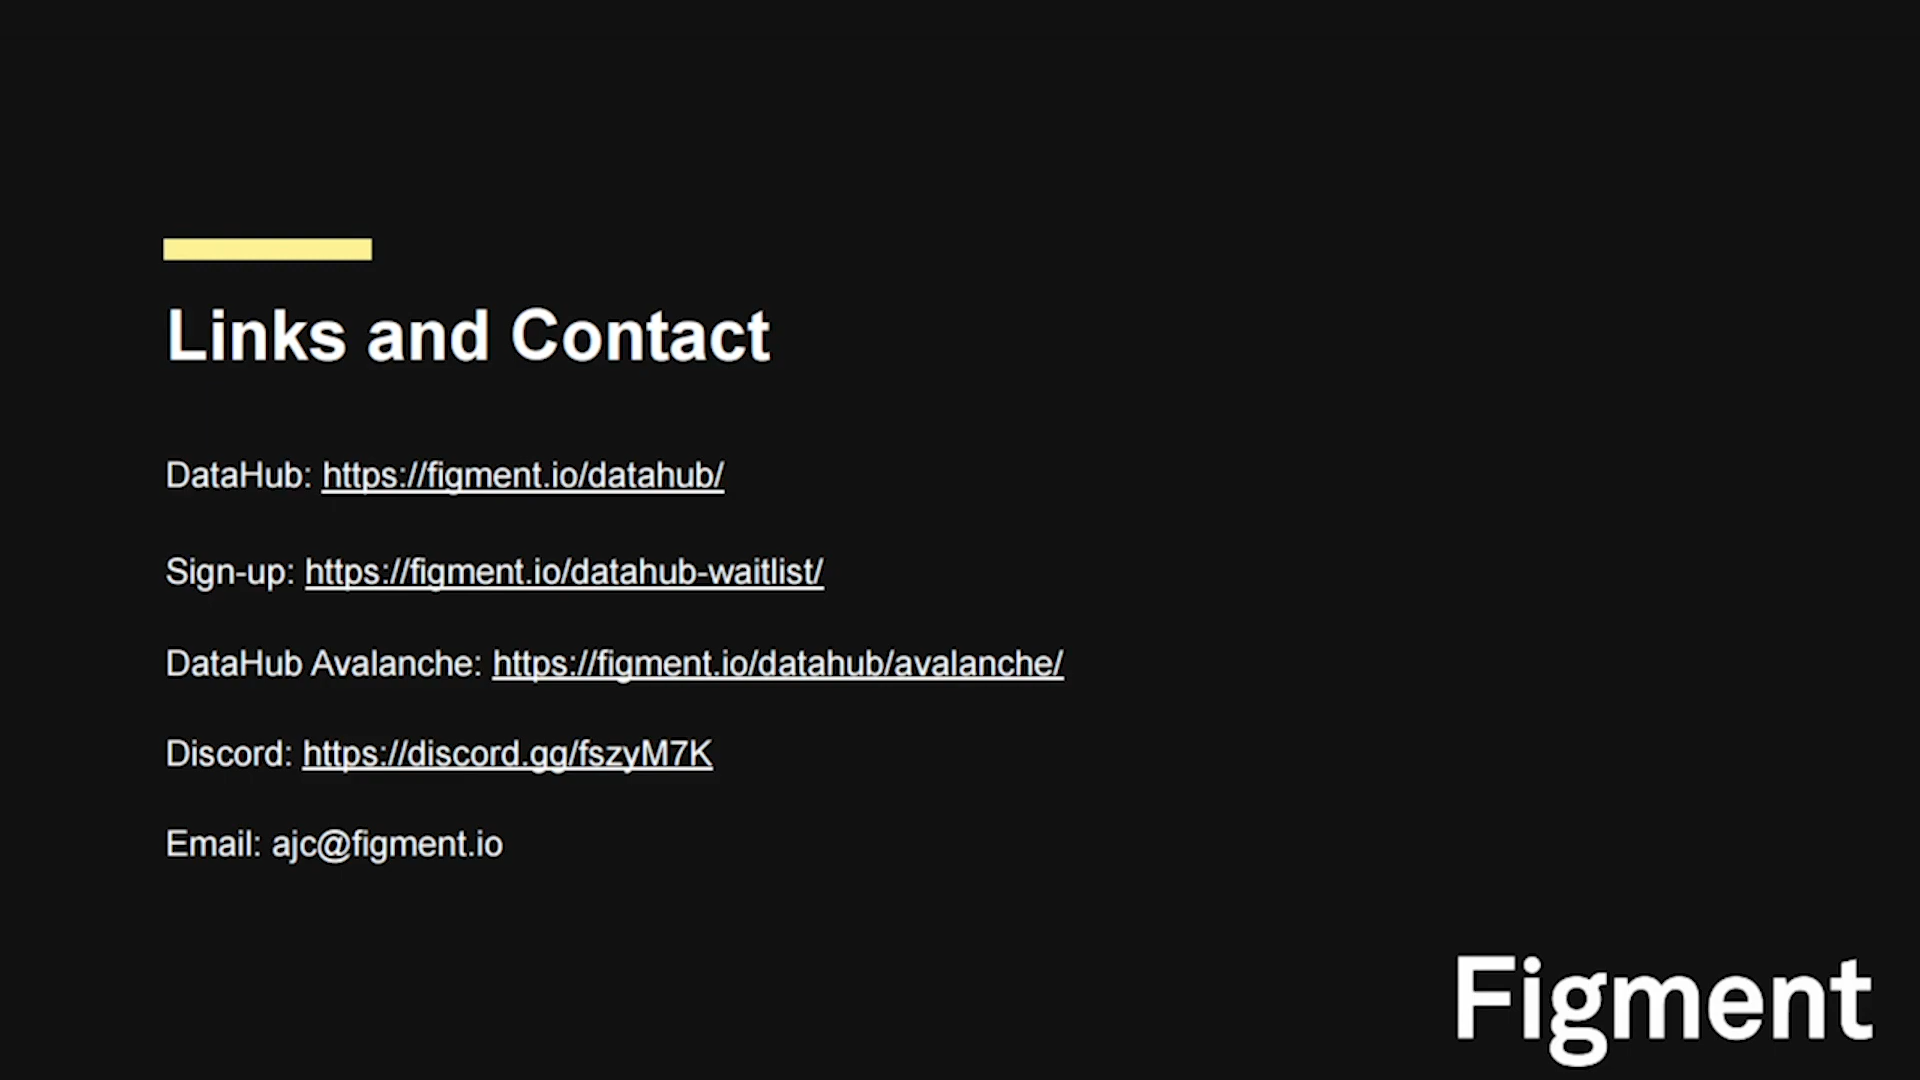 Links and Contact
DataHub: https://figment.io/datahub/
Sign-up: https://figment.io/datahub-waitlist/
DataHub Avalanche: https://figment.io/datahub/avalanche/
Discord: https://discord.gg/fszyM7K
Email: ajc@figment.io
Figment